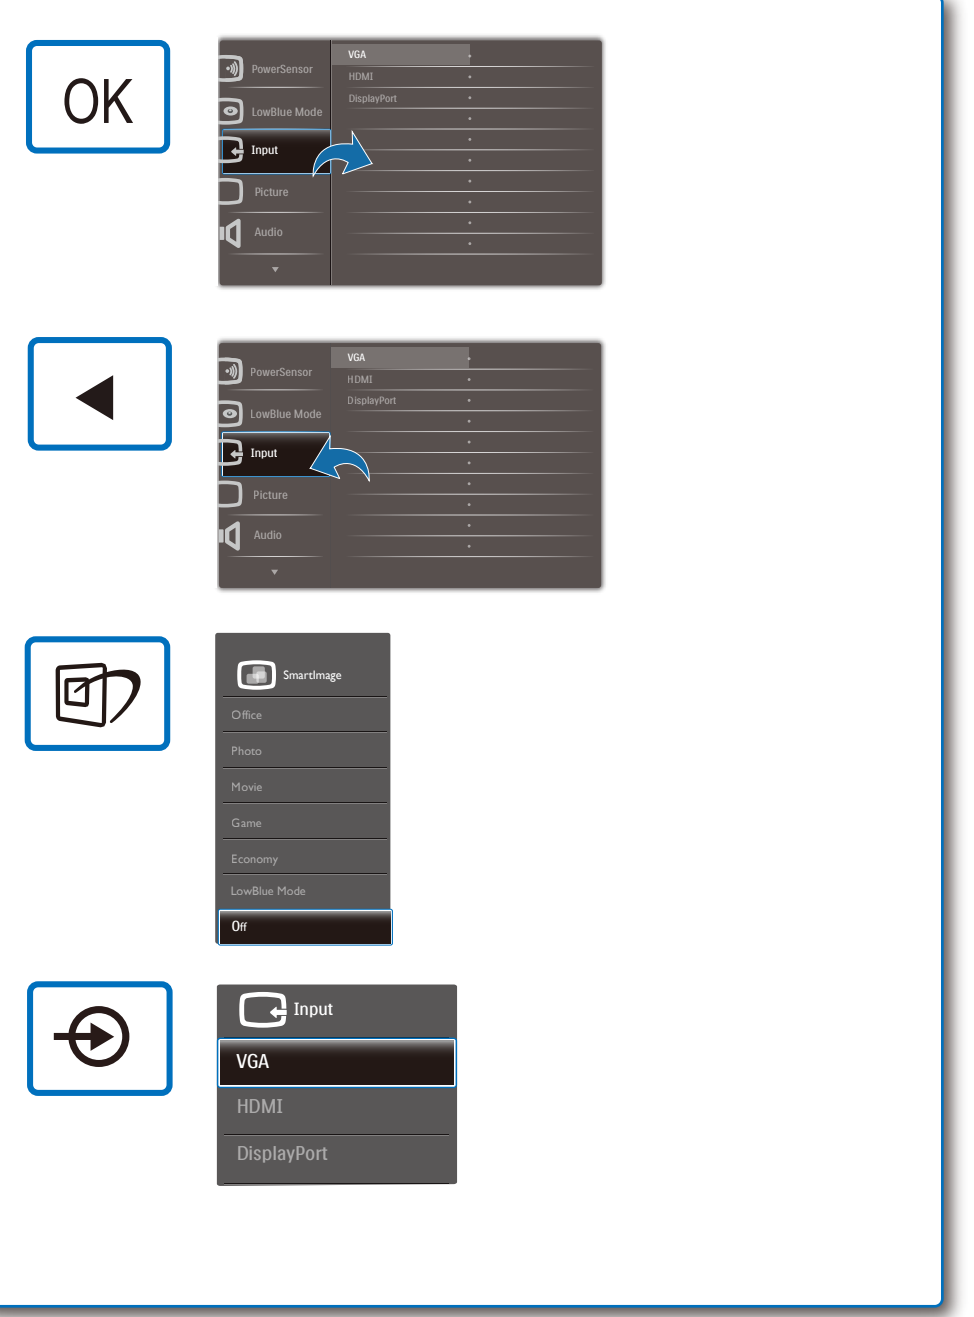 OK
PowerSensor
LowBlue Mode
Input
Picture
Audio
VGA
HDMI
DisplayPort
PowerSensor
LowBlue Mode
Input
Picture
Audio
VGA
HDMI
DisplayPort
SmartImage
Office
Photo
Movie
Game
Economy
LowBlue Mode
Off
Input
VGA
HDMI
DisplayPort